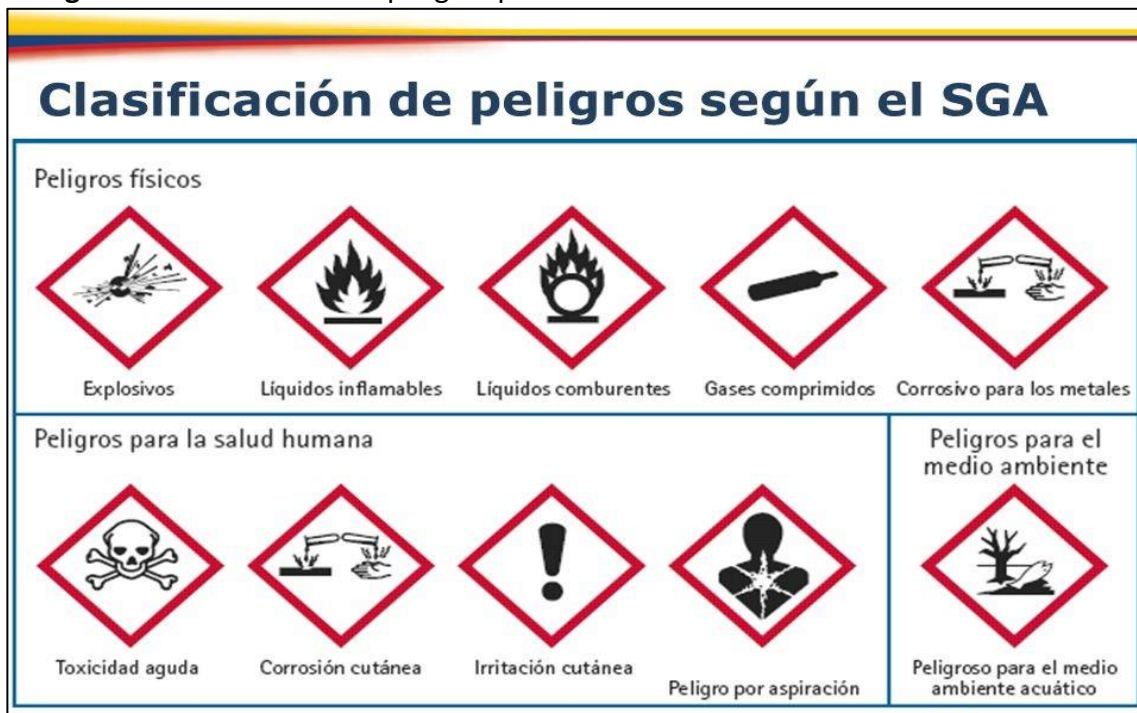 Clasificación de peligros según el SGA
Peligros físicos
Explosivos
Líquidos inflamables
Líquidos comburentes
Gases comprimidos
Corrosivo para los metales
Peligros para la salud humana
Toxicidad aguda
Corrosión cutánea
Irritación cutánea
Peligro por aspiración
Peligros para el
medio ambiente
Peligroso para el medio
ambiente acuático